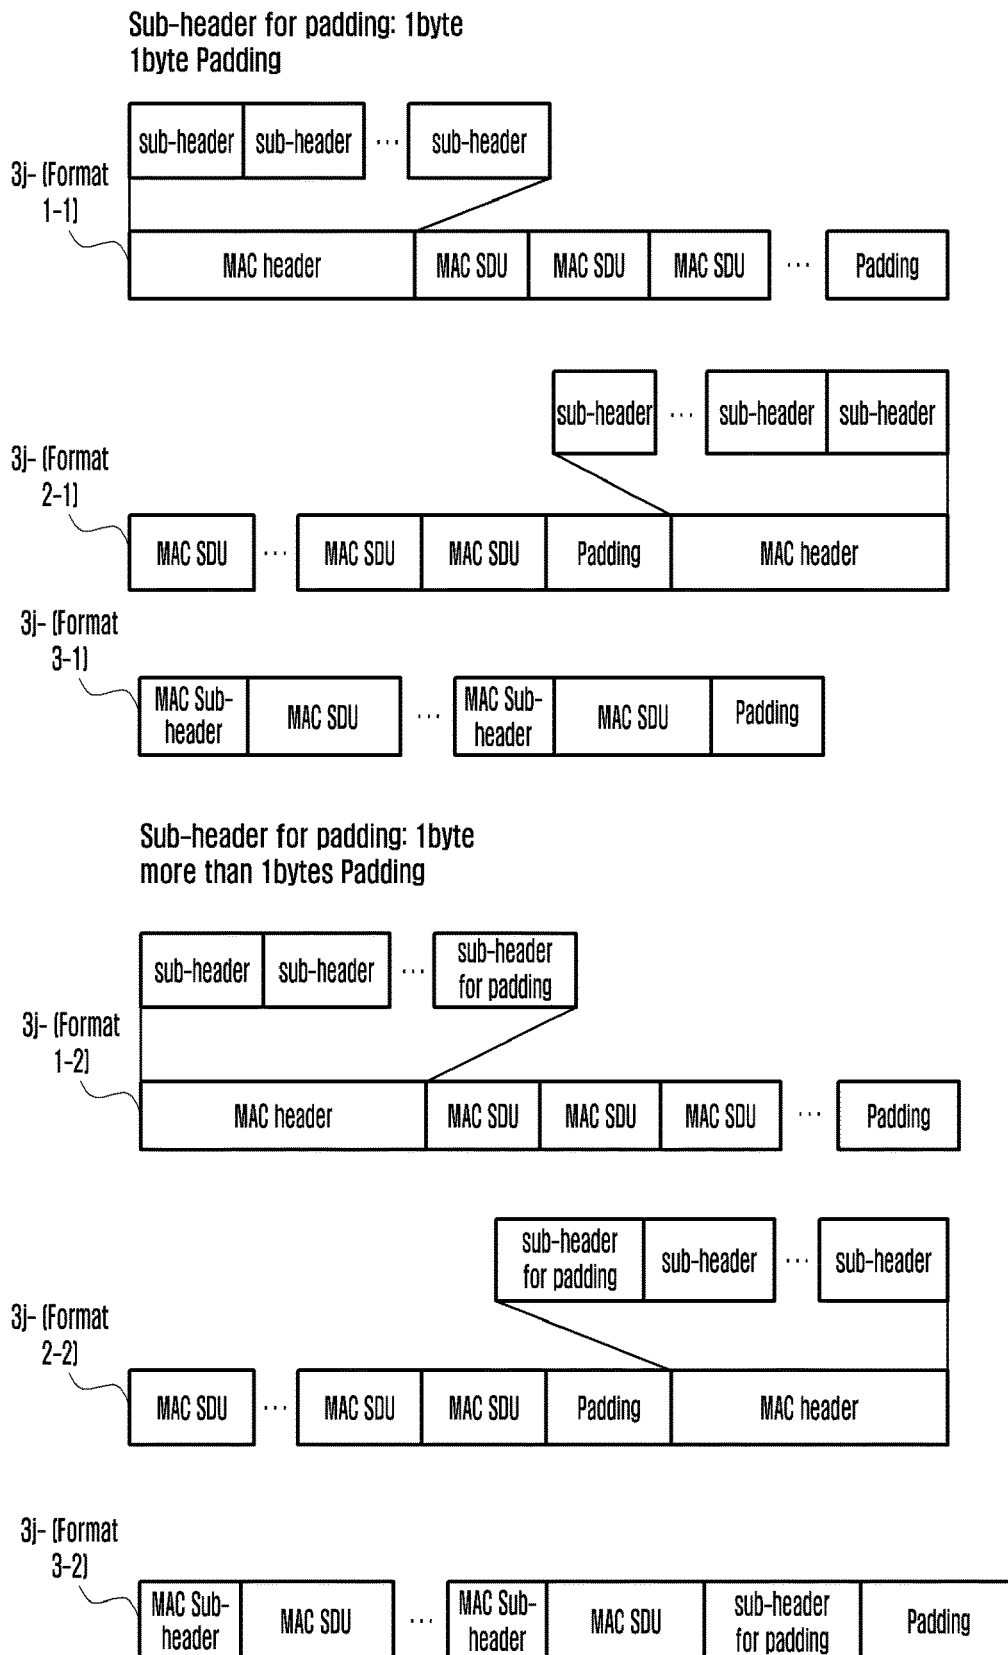 Sub-header for padding: 1byte
1byte Padding
sub-header sub-header ... sub-header
3j- (Format
1-1)
MAC header MAC SDU MAC SDU MAC SDU ... Padding
sub-header ... sub-header sub-header
3j- (Format
2-1)
MAC SDU ... MAC SDU MAC SDU Padding MAC header
3j- (Format
3-1)
MAC Sub-
header
MAC SDU
...
MAC Sub-
header
MAC SDU
Padding
Sub-header for padding: 1byte
more than 1bytes Padding
sub-header sub-header ...
sub-header
for padding
3j- (Format
1-2)
MAC header MAC SDU MAC SDU MAC SDU ... Padding
sub-header
for padding
sub-header ... sub-header
3j- (Format
2-2)
MAC SDU ... MAC SDU MAC SDU Padding MAC header
3j- (Format
3-2)
MAC Sub-
header
MAC SDU
...
MAC Sub-
header
MAC SDU
sub-header
for padding
Padding